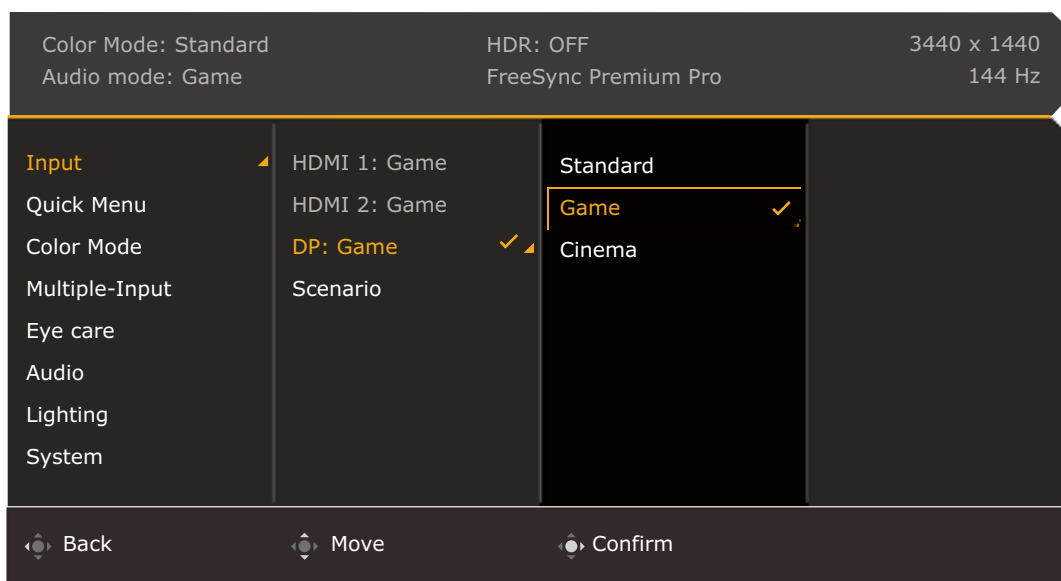 Color Mode: Standard
HDR: OFF
3440 x 1440
Audio mode: Game
FreeSync Premium Pro
144 Hz
Input
Quick Menu
Color Mode
Multiple-Input
Eye care
Audio
Lighting
System
HDMI 1: Game
HDMI 2: Game
DP: Game
Scenario
Standard
Game
Cinema
Back
Move
Confirm